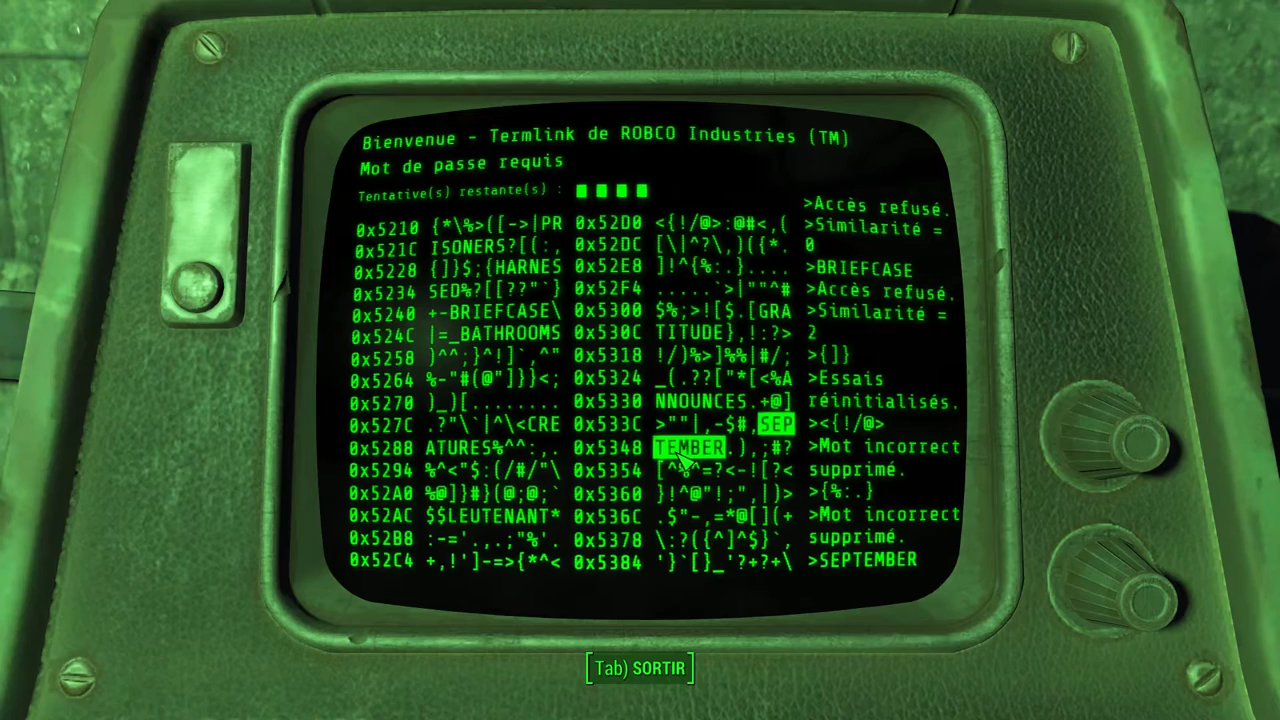 Bienvenue - Termlink de ROBCO Industries (TM)
Mot de passe requis
Tentative(s) restante(s) :
0x5210 {*\%>([->|PR 0x52D0 <{!/@>:@#<,( 
0x521C ISONERS?[(:, 0x52DC [\|^?\,)({*.
0x5228 {]}$;{HARNES 0x52E8 ]!^{%:.}....
0x5234 SED%?[[??"`} 0x52F4 .....`>|""^#
0x5240 +-BRIEFCASE\ 0x5300 $%;>![$.[GRA
0x524C |=_BATHROOMS 0x530C TITUDE},!:?>
0x5258 )^^;}^!]`,^" 0x5318 !/)%>]%%|#/;
0x5264 %-"#(@"]}}<; 0x5324 _(.??["*[<%A
0x5270 )_)[........ 0x5330 NNOUNCES.+@]
0x527C .?"\`|^\<CRE 0x533C >""|,-$#,SEP
0x5288 ATURES%^^:,. 0x5348 TEMBER.),;#?
0x5294 %^<"$:(/#/"\ 0x5354 [^%^=?<-![?<
0x52A0 %@]}#}(@;@;` 0x5360 }!^@"!;",|)>
0x52AC $$LEUTENANT* 0x536C .$"-,=*@[](+
0x52B8 :-='.,.;"%'. 0x5378 \:?({^]^$}`,
0x52C4 +,!']-=>{*^< 0x5384 '}`[}_'?+?+\
>Accès refusé.
>Similarité =
0
>BRIEFCASE
>Accès refusé.
>Similarité =
2
>{]}
>Essais
réinitialisés.
><{!/@>
>Mot incorrect
supprimé.
>{%:.}
>Mot incorrect
supprimé.
>SEPTEMBER
[Tab) SORTIR]